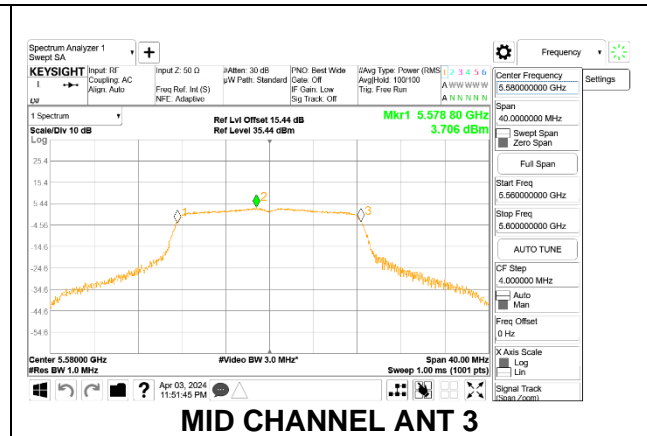 Spectrum Analyzer 1
Swept SA
Frequency
KEYSIGHT
Input: RF
Coupling: AC
Align: Auto
Input Z: 50 Ω
Freq Ref: Int (S)
NFE: Adaptive
#Atten: 30 dB
µW Path: Standard
PNO: Best Wide
Gate: Off
IF Gain: Low
Sig Track: Off
#Avg Type: Power (RMS
Avg|Hold: 100/100
Trig: Free Run
1 2 3 4 5 6
A W W W W W
A N N N N N
Center Frequency
5.580000000 GHz
Settings
Span
40.0000000 MHz
Swept Span
Zero Span
Full Span
Start Freq
5.560000000 GHz
Stop Freq
5.600000000 GHz
AUTO TUNE
CF Step
4.000000 MHz
Auto
Man
Freq Offset
0 Hz
X Axis Scale
Log
Lin
Signal Track
(Span Zoom)
1 Spectrum
Scale/Div 10 dB
Log
Ref Lvl Offset 15.44 dB
Ref Level 35.44 dBm
Mkr1 5.578 80 GHz
3.706 dBm
25.4
15.4
5.44
-4.56
-14.6
-24.6
-34.6
-44.6
-54.6
1
2
3
Center 5.58000 GHz
#Res BW 1.0 MHz
#Video BW 3.0 MHz*
Span 40.00 MHz
Sweep 1.00 ms (1001 pts)
Apr 03, 2024
11:51:45 PM
MID CHANNEL ANT 3